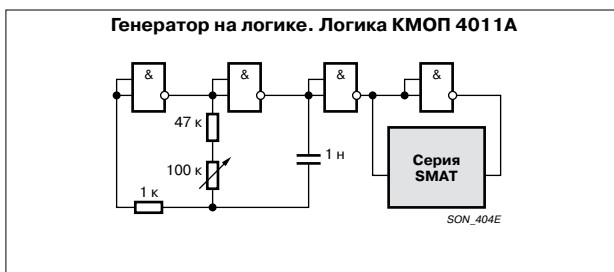 Генератор на логике. Логика КМОП 4011А
& & & &
47 к
100 к
1 н
1 к
Серия
SMAT
SON_404E